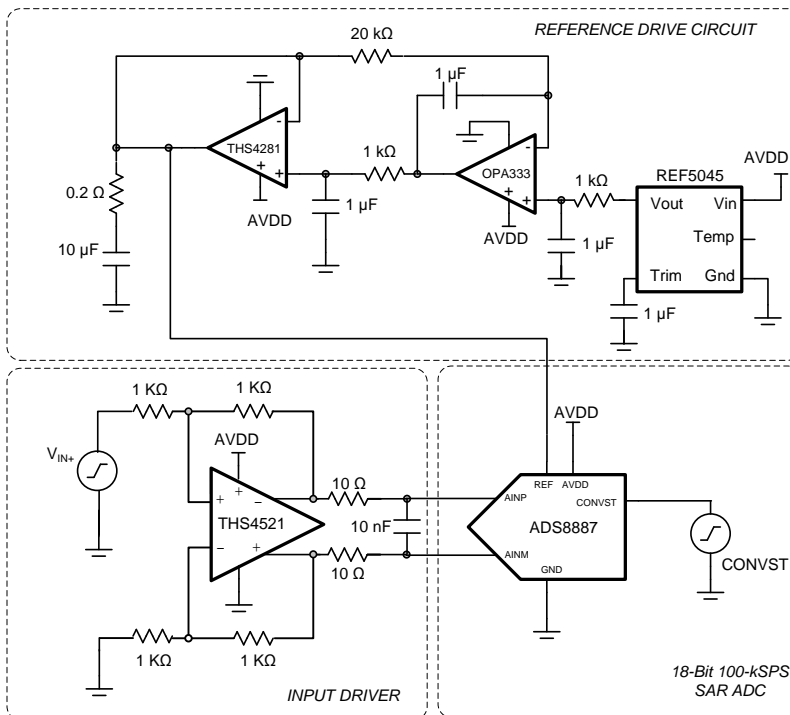 REFERENCE DRIVE CIRCUIT
20 kΩ
1 µF
-
THS4281
+
+
AVDD
1 kΩ
1 µF
-
OPA333
+
+
AVDD
1 kΩ
1 µF
REF5045
AVDD
Vout
Vin
Temp
Trim
Gnd
1 µF
0.2 Ω
10 µF
1 KΩ
1 KΩ
VIN+
AVDD
+
+
−
THS4521
−
+
10 Ω
10 nF
10 Ω
1 KΩ
1 KΩ
INPUT DRIVER
AVDD
REF
AVDD
AINP
CONVST
ADS8887
AINM
GND
CONVST
18-Bit 100-kSPS
SAR ADC